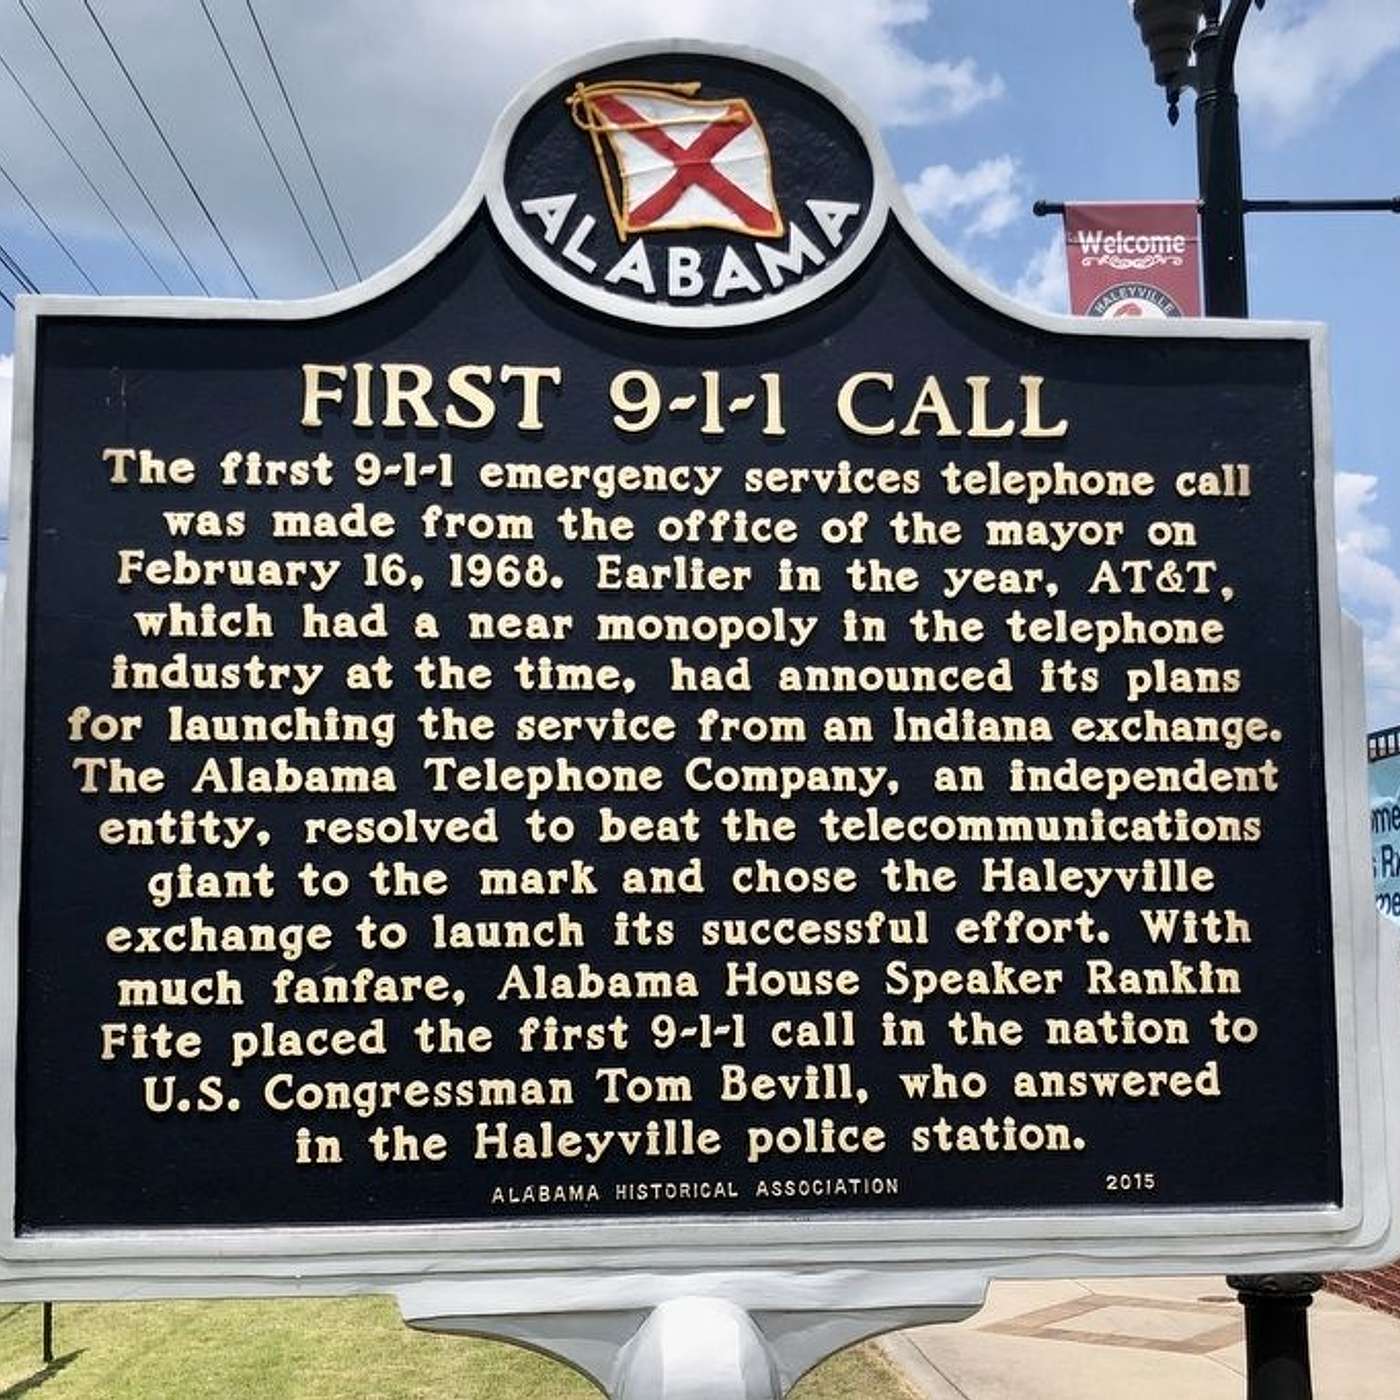 ALABAMA
Welcome
HALEYVILLE
FIRST 9-1-1 CALL
The first 9-1-1 emergency services telephone call
was made from the office of the mayor on
February 16, 1968. Earlier in the year, AT&T,
which had a near monopoly in the telephone
industry at the time, had announced its plans
for launching the service from an Indiana exchange.
The Alabama Telephone Company, an independent
entity, resolved to beat the telecommunications
giant to the mark and chose the Haleyville
exchange to launch its successful effort. With
much fanfare, Alabama House Speaker Rankin
Fite placed the first 9-1-1 call in the nation to
U.S. Congressman Tom Bevill, who answered
in the Haleyville police station.
ALABAMA HISTORICAL ASSOCIATION 2015